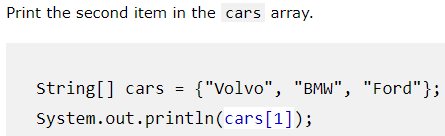 Print the second item in the cars array.
String[] cars = {"Volvo", "BMW", "Ford"};
System.out.println(cars[1]);